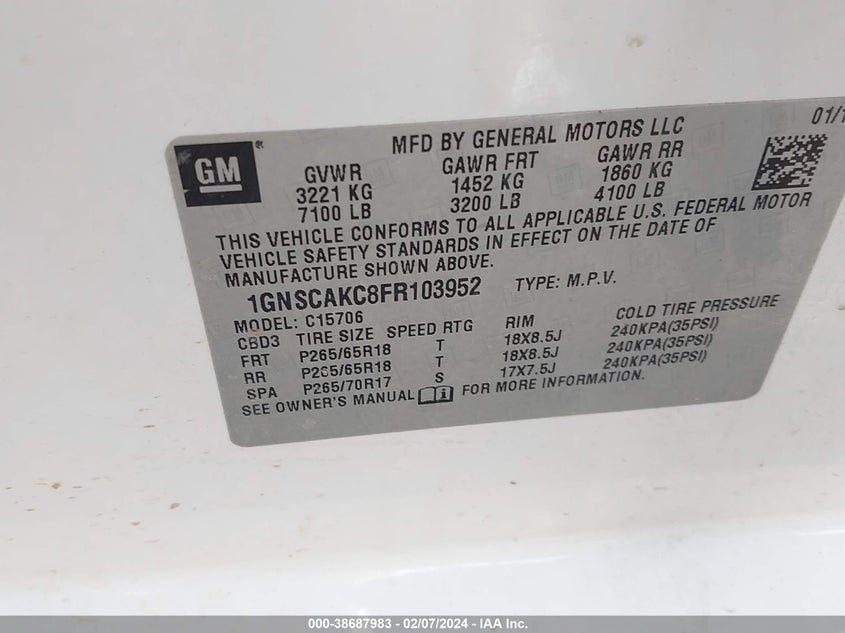 GM
MFD BY GENERAL MOTORS LLC
01/1
GVWR GAWR FRT GAWR RR
3221 KG 1452 KG 1860 KG
7100 LB 3200 LB 4100 LB
THIS VEHICLE CONFORMS TO ALL APPLICABLE U.S. FEDERAL MOTOR
VEHICLE SAFETY STANDARDS IN EFFECT ON THE DATE OF
MANUFACTURE SHOWN ABOVE.
1GNSCAKC8FR103952 TYPE: M.P.V.
MODEL: C15706
CBD3 TIRE SIZE SPEED RTG RIM COLD TIRE PRESSURE
FRT P265/65R18 T 18X8.5J 240KPA(35PSI)
RR P265/65R18 T 18X8.5J 240KPA(35PSI)
SPA P265/70R17 S 17X7.5J 240KPA(35PSI)
SEE OWNER'S MANUAL FOR MORE INFORMATION.
000-38687983 - 02/07/2024 - IAA Inc.